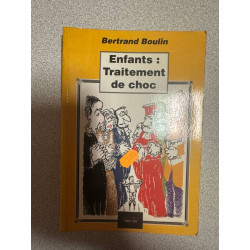 Bertrand Boulin
Enfants :
Traitement
de choc